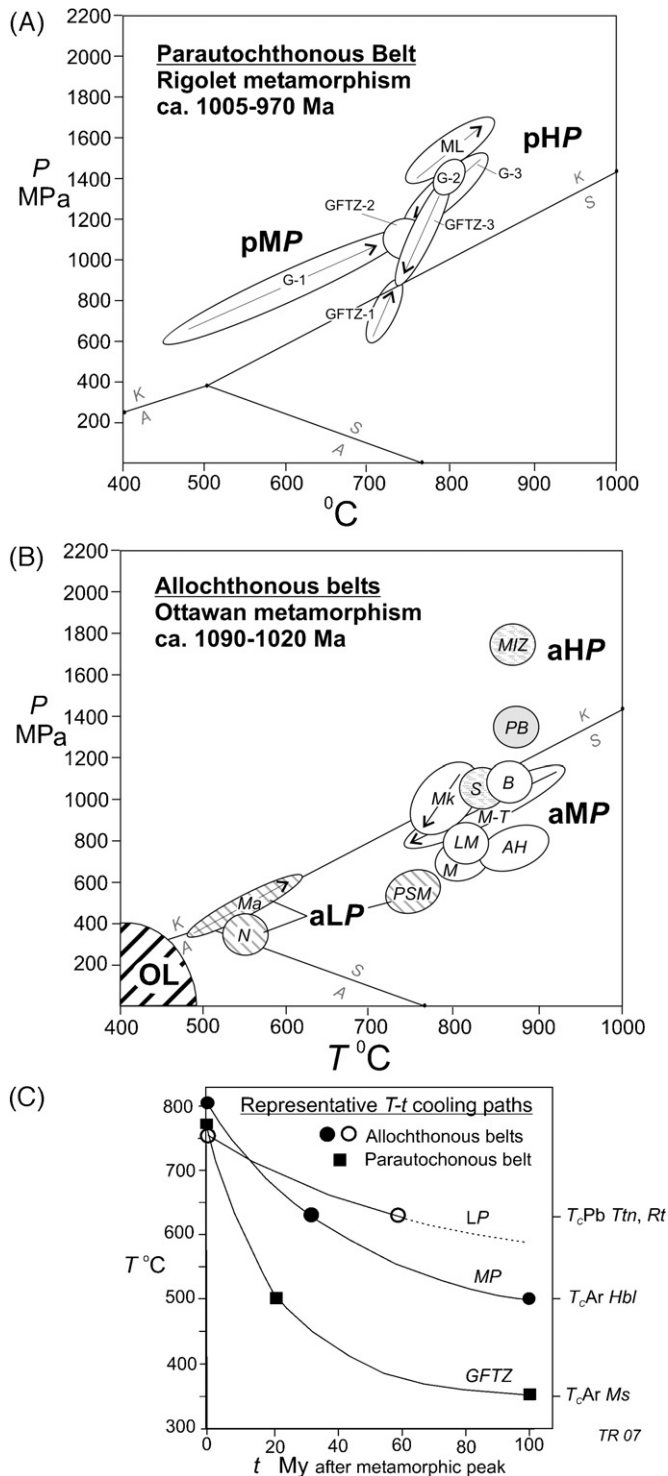 (A)
2200
2000
1800
1600
1400
1200
1000
800
600
400
200
P
MPa
Parautochthonous Belt
Rigolet metamorphism
ca. 1005-970 Ma
pHP
ML
G-2
G-3
GFTZ-2
GFTZ-3
pMP
G-1
GFTZ-1
K
S
K
A
S
A
400
500
600
700
800
900
1000
0C
(B)
2200
2000
1800
1600
1400
1200
1000
800
600
400
200
P
MPa
Allochthonous belts
Ottawan metamorphism
ca. 1090-1020 Ma
MIZ
aHP
PB
K
S
Mk
S
B
M-T
aMP
LM
AH
M
PSM
Ma
aLP
N
K
A
S
A
OL
400
500
600
700
800
900
1000
T 0C
(C)
Representative T-t cooling paths
Allochthonous belts
Parautochonous belt
800
700
600
500
400
300
T °C
LP
MP
GFTZ
TcPb Ttn, Rt
TcAr Hbl
TcAr Ms
0
20
40
60
80
100
t My after metamorphic peak
TR 07